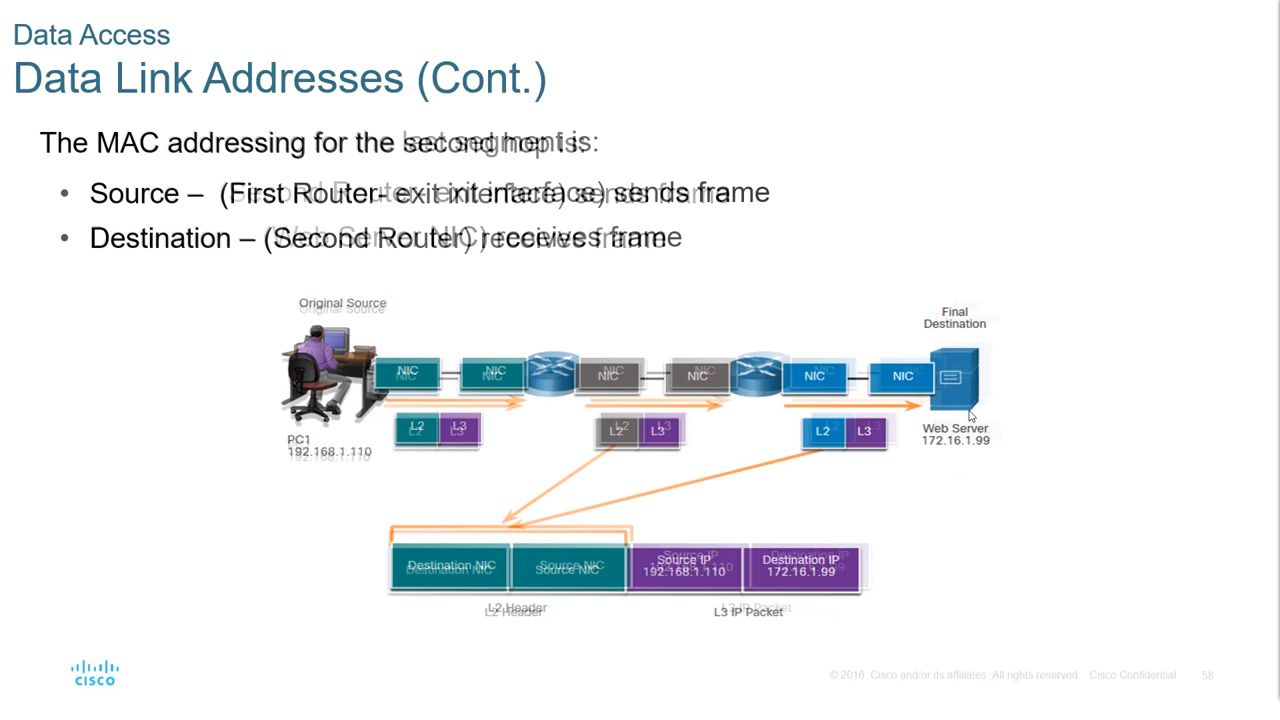 Data Access
Data Link Addresses (Cont.)
The MAC addressing for the second hop is:
• Source – (First Router- exit interface) sends frame
• Destination – (Second Router) receives frame
Original Source
Final
Destination
NIC NIC NIC NIC NIC NIC
L2 L3 L2 L3 L2 L3
PC1
192.168.1.110
Web Server
172.16.1.99
Destination NIC Source NIC Source IP Destination IP
192.168.1.110 172.16.1.99
L2 Header L3 IP Packet
CISCO
© 2016 Cisco and/or its affiliates. All rights reserved. Cisco Confidential 58